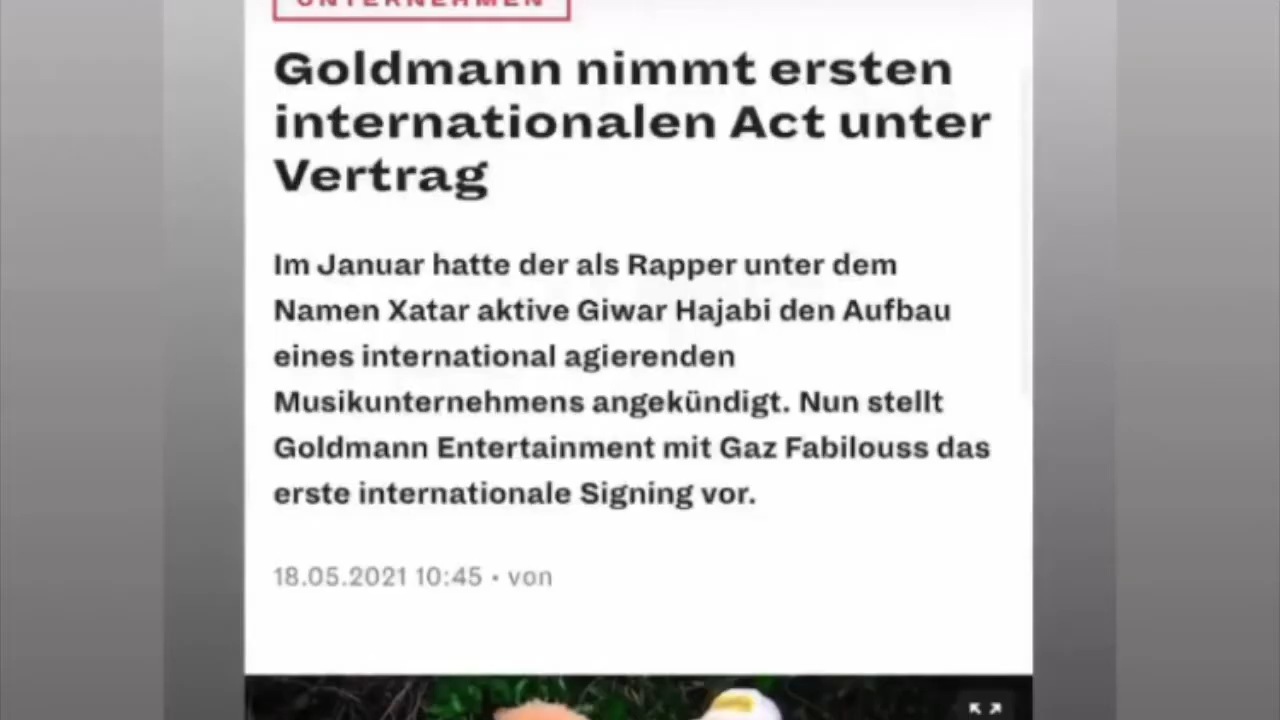 UNTERNEHMEN
Goldmann nimmt ersten
internationalen Act unter
Vertrag
Im Januar hatte der als Rapper unter dem
Namen Xatar aktive Giwar Hajabi den Aufbau
eines international agierenden
Musikunternehmens angekündigt. Nun stellt
Goldmann Entertainment mit Gaz Fabilouss das
erste internationale Signing vor.
18.05.2021 10:45 • von